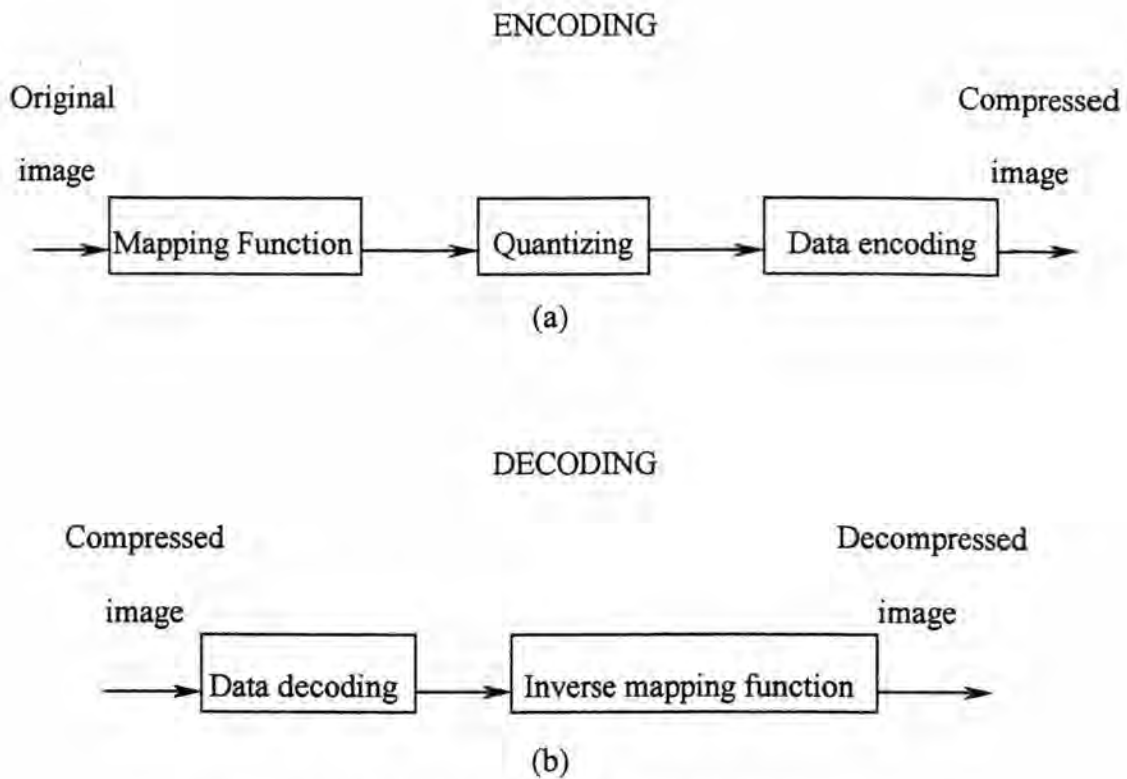 ENCODING
Original
image
Compressed
image
Mapping Function
Quantizing
Data encoding
(a)
DECODING
Compressed
image
Decompressed
image
Data decoding
Inverse mapping function
(b)